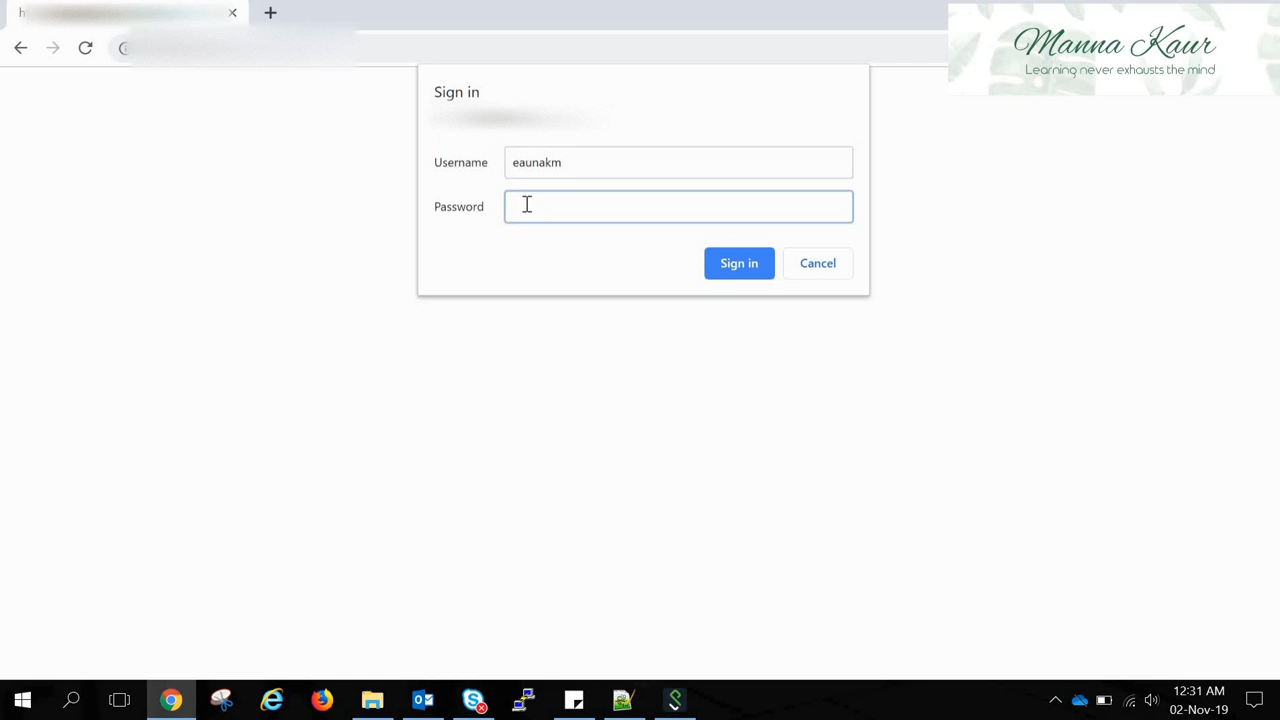 h
Manna Kaur
Learning never exhausts the mind
Sign in
Username eaunakm
Password
Sign in Cancel
12:31 AM
02-Nov-19